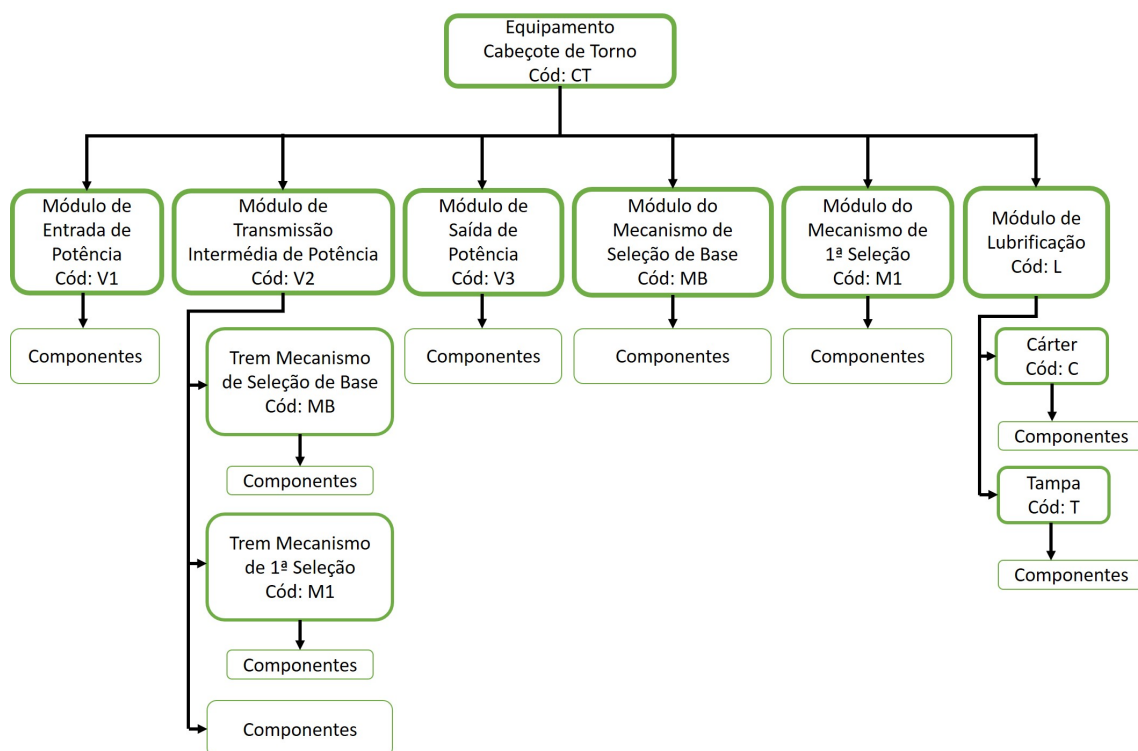 Equipamento
Cabeçote de Torno
Cód: CT
Módulo de
Entrada de
Potência
Cód: V1
Módulo de
Transmissão
Intermédia de Potência
Cód: V2
Módulo de
Saída de
Potência
Cód: V3
Módulo do
Mecanismo de
Seleção de Base
Cód: MB
Módulo do
Mecanismo de
1ª Seleção
Cód: M1
Módulo de
Lubrificação
Cód: L
Componentes
Trem Mecanismo
de Seleção de Base
Cód: MB
Componentes
Trem Mecanismo
de 1ª Seleção
Cód: M1
Componentes
Componentes
Componentes
Componentes
Componentes
Cárter
Cód: C
Componentes
Tampa
Cód: T
Componentes